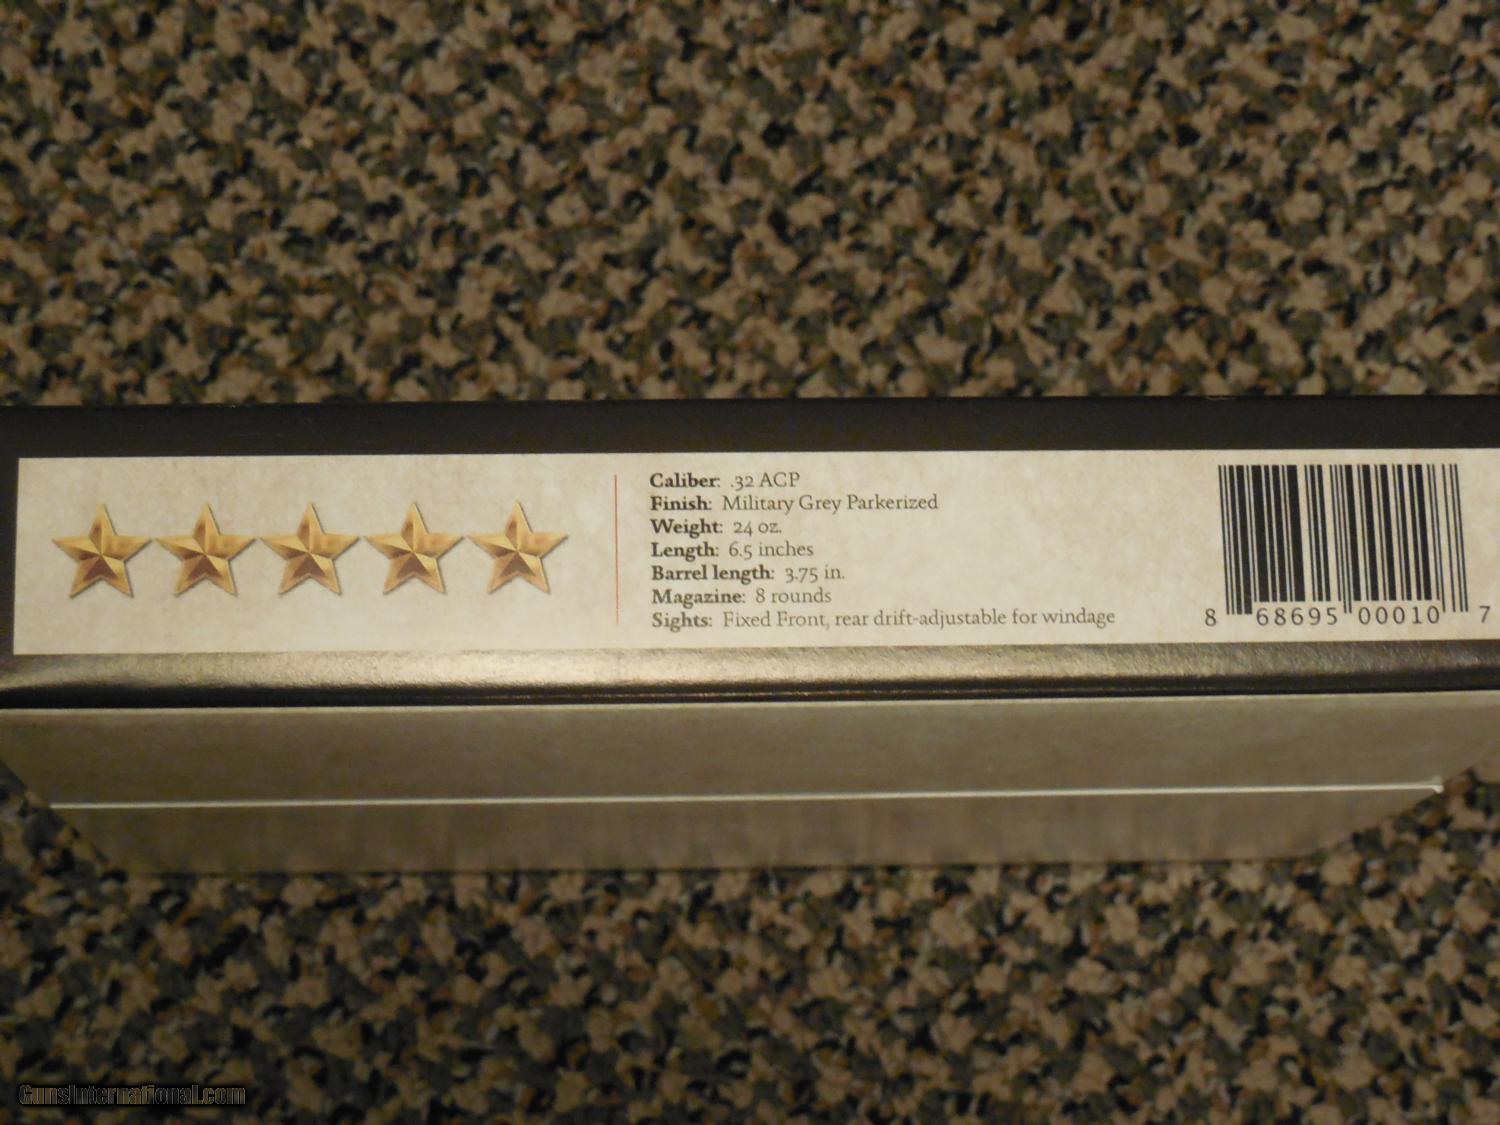 Caliber: .32 ACP
Finish: Military Grey Parkerized
Weight: 24 oz.
Length: 6.5 inches
Barrel length: 3.75 in.
Magazine: 8 rounds
Sights: Fixed Front, rear drift-adjustable for windage
8 68695 00010 7
GunsInternational.com